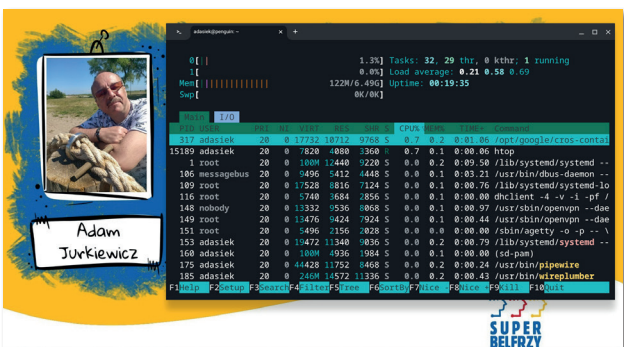 adasiek@penguin: ~
0[|| 1.3%] Tasks: 32, 29 thr, 0 kthr; 1 running
1[ 0.0%] Load average: 0.21 0.58 0.69
Mem[||||||||||||| 122M/6.49G] Uptime: 00:19:35
Swp[ 0K/0K]
Main I/O
PID USER PRI NI VIRT RES SHR S CPU% MEM% TIME+ Command
317 adasiek 20 0 17732 10712 9768 S 0.7 0.2 0:01.06 /opt/google/cros-contai
15189 adasiek 20 0 7820 4080 3360 R 0.7 0.1 0:00.06 htop
1 root 20 0 100M 12440 9220 S 0.0 0.2 0:09.50 /lib/systemd/systemd --
106 messagebus 20 0 9496 5412 4448 S 0.0 0.1 0:03.21 /usr/bin/dbus-daemon --
109 root 20 0 17528 8816 7124 S 0.0 0.1 0:00.76 /lib/systemd/systemd-lo
116 root 20 0 5740 3684 2856 S 0.0 0.1 0:00.00 dhclient -4 -v -i -pf /
148 nobody 20 0 13332 9536 8068 S 0.0 0.1 0:00.97 /usr/sbin/openvpn --dae
149 root 20 0 13476 9424 7924 S 0.0 0.1 0:00.44 /usr/sbin/openvpn --dae
151 root 20 0 5496 2156 2028 S 0.0 0.0 0:00.00 /sbin/agetty -o -p -- \
153 adasiek 20 0 19472 11340 9036 S 0.0 0.2 0:00.79 /lib/systemd/systemd --
160 adasiek 20 0 100M 4936 1984 S 0.0 0.1 0:00.00 (sd-pam)
175 adasiek 20 0 44428 11752 8468 S 0.0 0.2 0:00.24 /usr/bin/pipewire
185 adasiek 20 0 246M 14572 11336 S 0.0 0.2 0:00.43 /usr/bin/wireplumber
F1Help F2Setup F3SearchF4FilterF5Tree F6SortByF7Nice -F8Nice +F9Kill F10Quit
Adam
Jurkiewicz
SUPER
BELFRZY